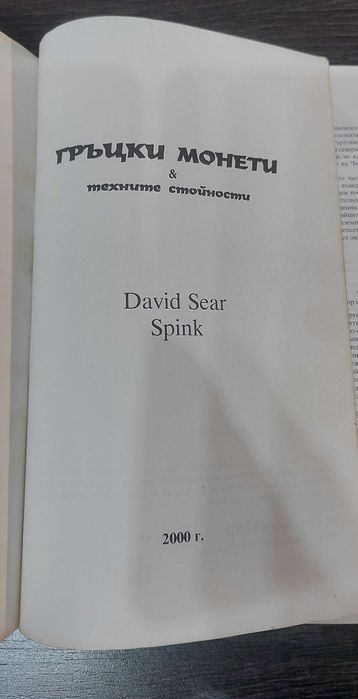 ГРЪЦКИ МОНЕТИ
&
техните стойности
David Sear
Spink
2000 г.